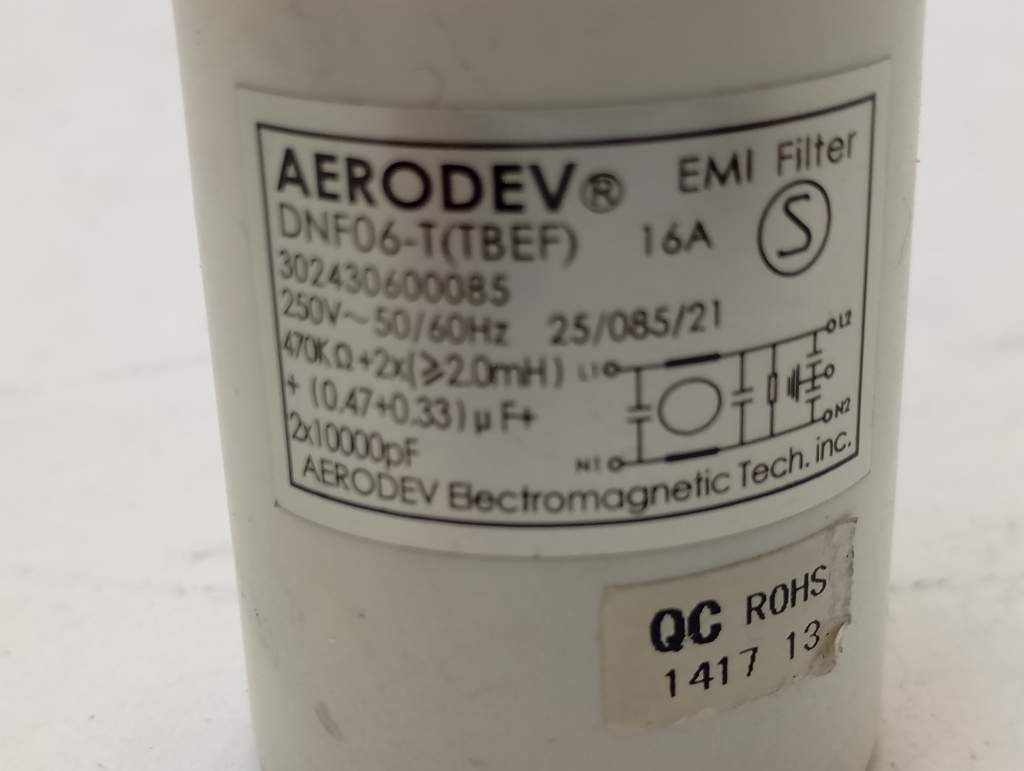 AERODEV® EMI Filter
DNF06-T(TBEF) 16A S
302430600085
250V~50/60Hz 25/085/21
470KΩ+2x(≥2.0mH)
+ (0.47+0.33)μF+
2x10000pF
L1 L2
N1 N2
AERODEV Electromagnetic Tech. inc.
QC ROHS
1417 13